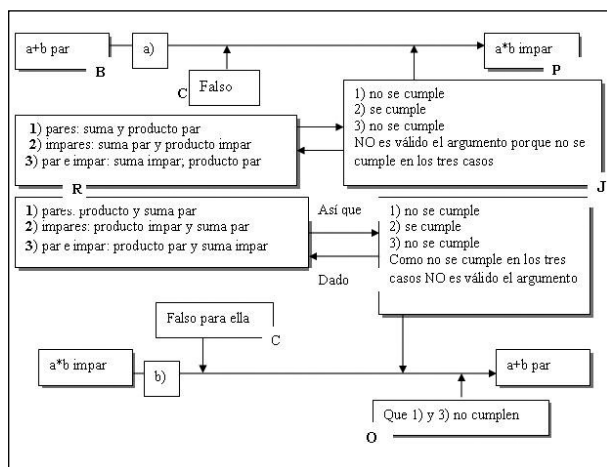 a+b par
B
a)
a*b impar
P
C
Falso
1) pares: suma y producto par
2) impares: suma par y producto impar
3) par e impar: suma impar; producto par
1) no se cumple
2) se cumple
3) no se cumple
NO es válido el argumento porque no se
cumple en los tres casos
R
J
1) pares: producto y suma par
2) impares: producto impar y suma par
3) par e impar: producto par y suma impar
Así que
Dado
1) no se cumple
2) se cumple
3) no se cumple
Como no se cumple en los tres
casos NO es válido el argumento
Falso para ella
C
a*b impar
b)
a+b par
Que 1) y 3) no cumplen
O